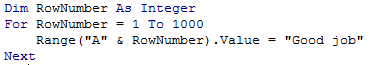 Dim RowNumber As Integer
For RowNumber = 1 To 1000
    Range("A" & RowNumber).Value = "Good job"
Next